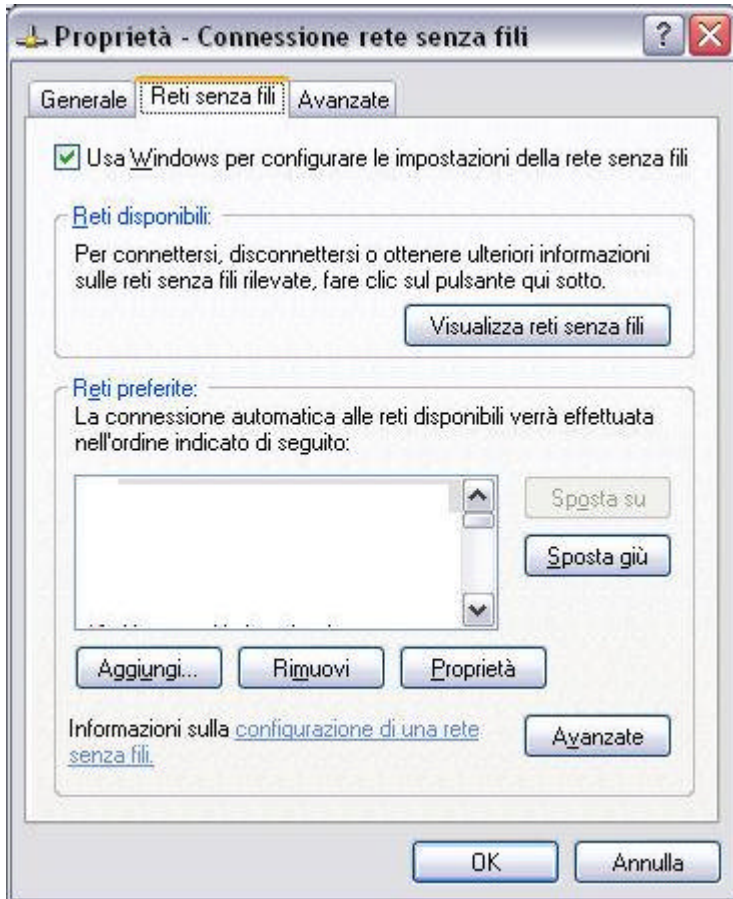 Proprietà - Connessione rete senza fili
Generale
Reti senza fili
Avanzate
Usa Windows per configurare le impostazioni della rete senza fili
Reti disponibili:
Per connettersi, disconnettersi o ottenere ulteriori informazioni
sulle reti senza fili rilevate, fare clic sul pulsante qui sotto.
Visualizza reti senza fili
Reti preferite:
La connessione automatica alle reti disponibili verrà effettuata
nell'ordine indicato di seguito:
Sposta su
Sposta giù
Aggiungi...
Rimuovi
Proprietà
Informazioni sulla configurazione di una rete
senza fili.
Avanzate
OK
Annulla